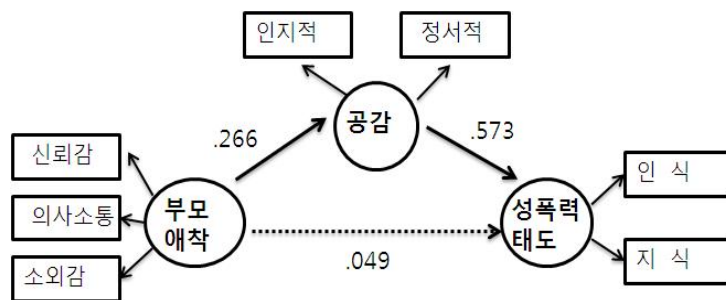 인지적
정서적
공감
.266
.573
신뢰감
의사소통
소외감
부모
애착
성폭력
태도
인 식
지 식
.049